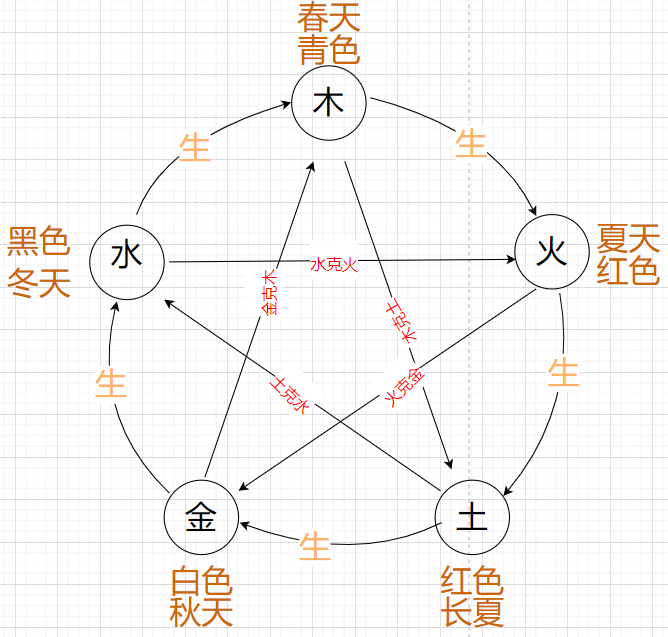 春天
青色
木
生
生
黑色
冬天
水
水克火
火
夏天
红色
金克木
木克土
生
土克水
火克金
生
金
生
土
白色
秋天
红色
长夏